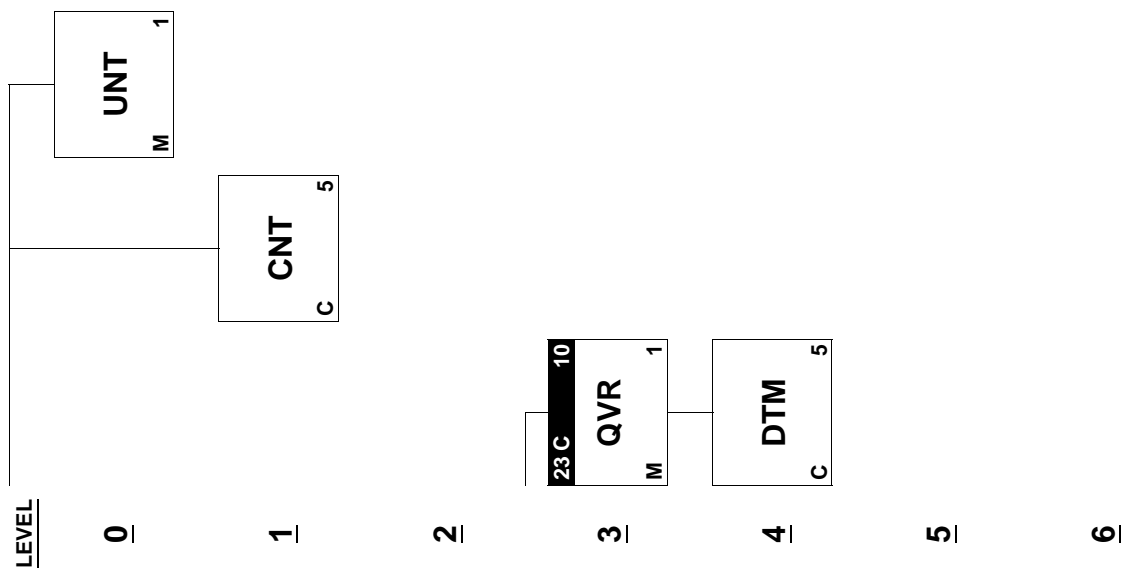 LEVEL
0 UNT
M 1
1 CNT
C 5
2
23 C 10
3 QVR
M 1
4 DTM
C 5
5
6